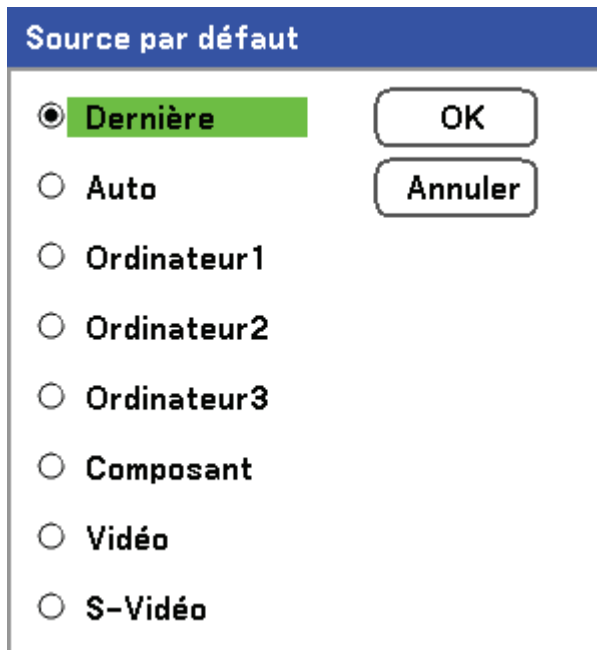 Source par défaut
Dernière
OK
Auto
Annuler
Ordinateur1
Ordinateur2
Ordinateur3
Composant
Vidéo
S-Vidéo